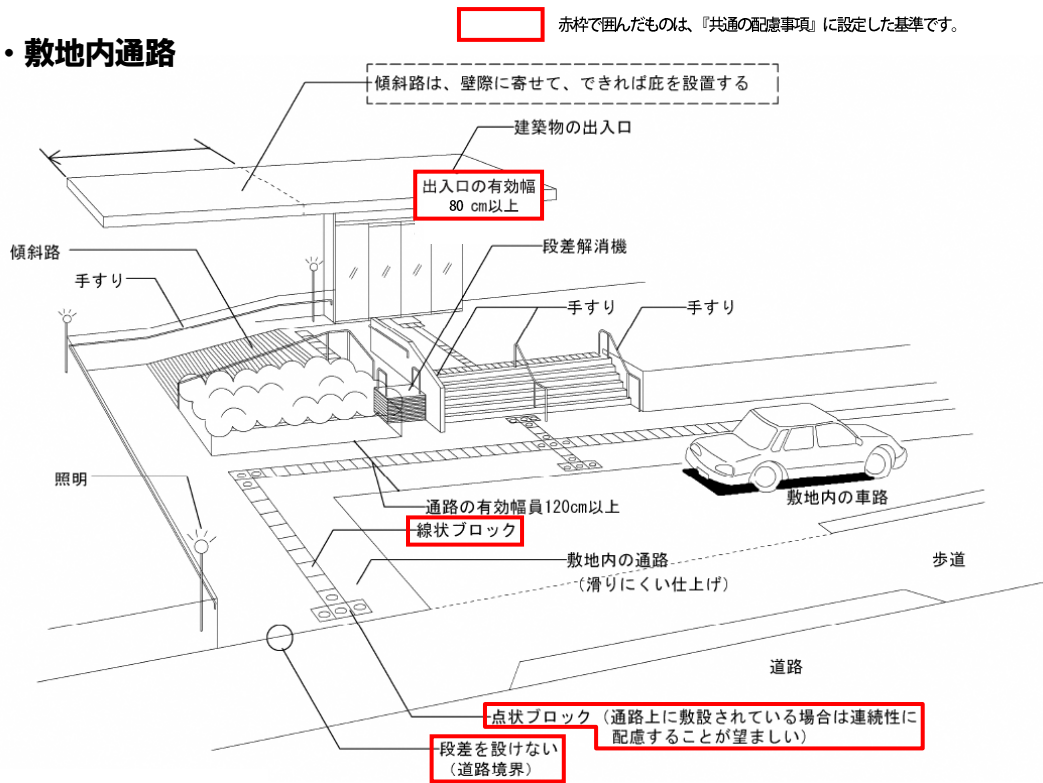 赤枠で囲んだものは、『共通の配慮事項』に設定した基準です。
・敷地内通路
傾斜路は、壁際に寄せて、できれば庇を設置する
建築物の出入口
出入口の有効幅
80 cm以上
傾斜路
段差解消機
手すり
手すり
手すり
照明
通路の有効幅員120cm以上
敷地内の車路
線状ブロック
敷地内の通路
（滑りにくい仕上げ）
歩道
道路
点状ブロック（通路上に敷設されている場合は連続性に
配慮することが望ましい）
段差を設けない
（道路境界）